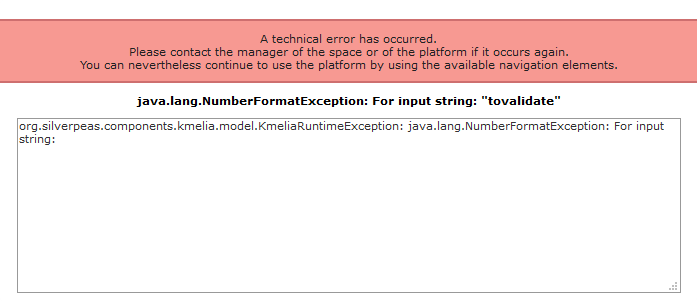 A technical error has occurred.
Please contact the manager of the space or of the platform if it occurs again.
You can nevertheless continue to use the platform by using the available navigation elements.
java.lang.NumberFormatException: For input string: "tovalidate"
org.silverpeas.components.kmelia.model.KmeliaRuntimeException: java.lang.NumberFormatException: For input
string: